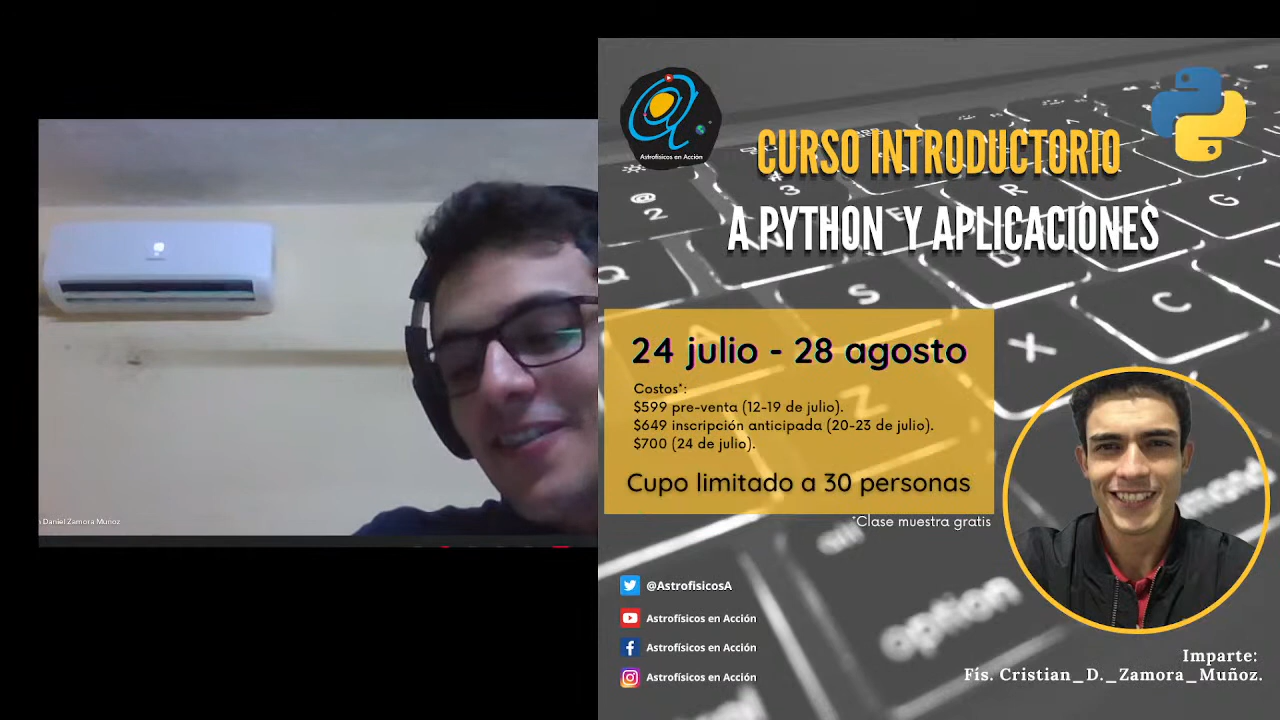 Daniel Zamora Muñoz
Astrofísicos en Acción
CURSO INTRODUCTORIO
A PYTHON Y APLICACIONES
24 julio - 28 agosto
Costos*:
$599 pre-venta (12-19 de julio).
$649 inscripción anticipada (20-23 de julio).
$700 (24 de julio).
Cupo limitado a 30 personas
*Clase muestra gratis
@AstrofisicosA
Astrofísicos en Acción
Astrofísicos en Acción
Astrofísicos en Acción
Imparte:
Fís. Cristian_D._Zamora_Muñoz.
option